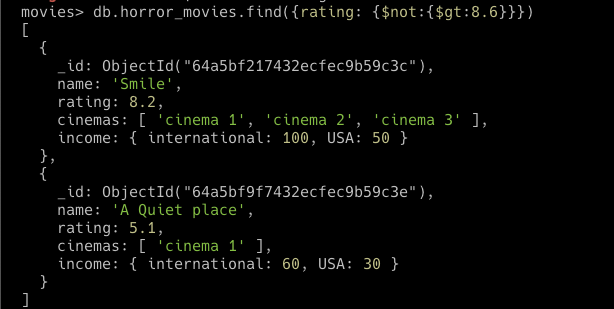 movies> db.horror_movies.find({rating: {$not:{$gt:8.6}}})
[
  {
    _id: ObjectId("64a5bf217432ecfec9b59c3c"),
    name: 'Smile',
    rating: 8.2,
    cinemas: [ 'cinema 1', 'cinema 2', 'cinema 3' ],
    income: { international: 100, USA: 50 }
  },
  {
    _id: ObjectId("64a5bf9f7432ecfec9b59c3e"),
    name: 'A Quiet place',
    rating: 5.1,
    cinemas: [ 'cinema 1' ],
    income: { international: 60, USA: 30 }
  }
]